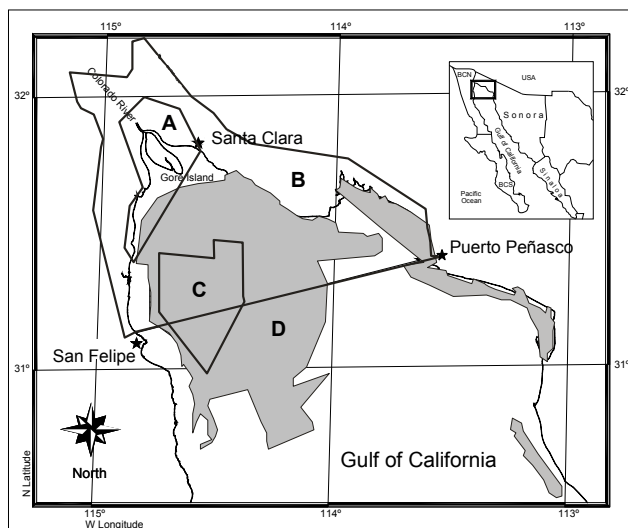 115°
114°
113°
32°
32°
Colorado River
A
Santa Clara
Gore Island
B
BCN
USA
Sonora
Gulf of California
Sinaloa
Pacific
Ocean
BCS
Puerto Peñasco
C
D
San Felipe
31°
31°
North
Gulf of California
N Latitude
115°
W Longitude
114°
113°